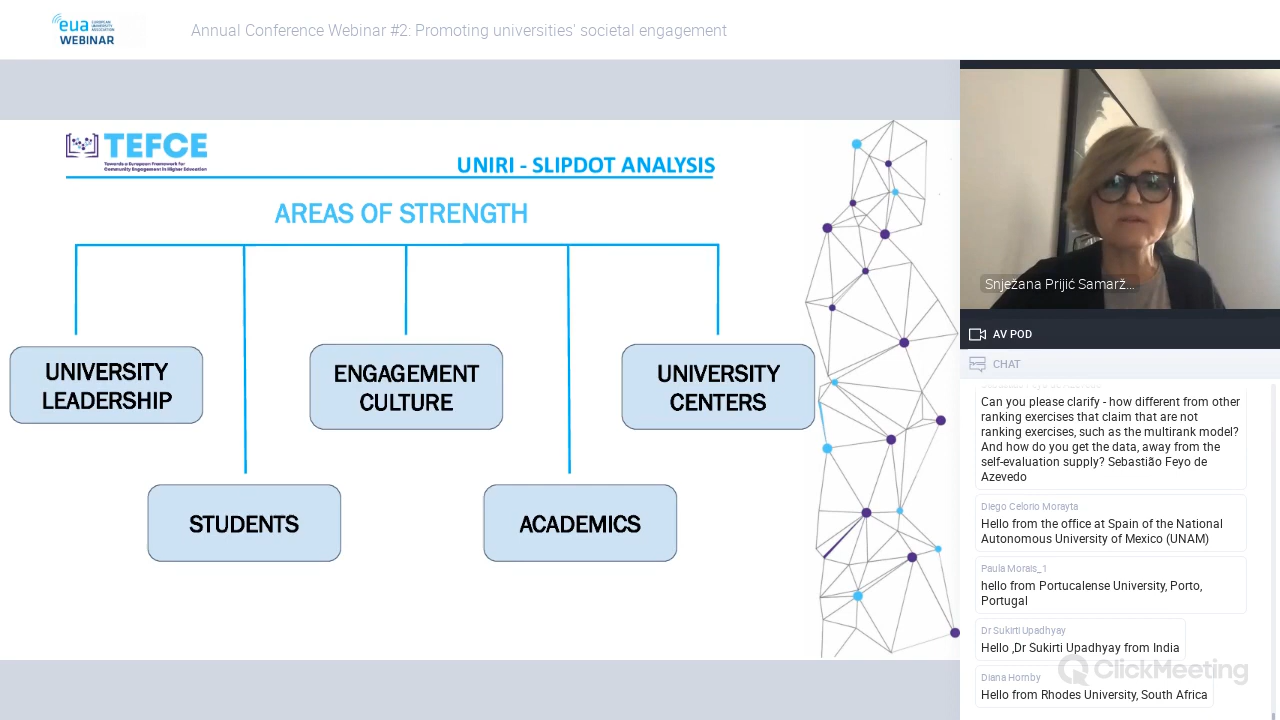 eua EUROPEAN UNIVERSITY ASSOCIATION
WEBINAR
Annual Conference Webinar #2: Promoting universities' societal engagement
TEFCE
Towards a European Framework for
Community Engagement in Higher Education
UNIRI - SLIPDOT ANALYSIS
AREAS OF STRENGTH
UNIVERSITY
LEADERSHIP
ENGAGEMENT
CULTURE
UNIVERSITY
CENTERS
STUDENTS
ACADEMICS
Snježana Prijić Samarž...
AV POD
CHAT
Can you please clarify - how different from other
ranking exercises that claim that are not
ranking exercises, such as the multirank model?
And how do you get the data, away from the
self-evaluation supply? Sebastião Feyo de
Azevedo
Diego Celorio Morayta
Hello from the office at Spain of the National
Autonomous University of Mexico (UNAM)
Paula Morais_1
hello from Portucalense University, Porto,
Portugal
Dr Sukirti Upadhyay
Hello ,Dr Sukirti Upadhyay from India
ClickMeeting
Diana Hornby
Hello from Rhodes University, South Africa